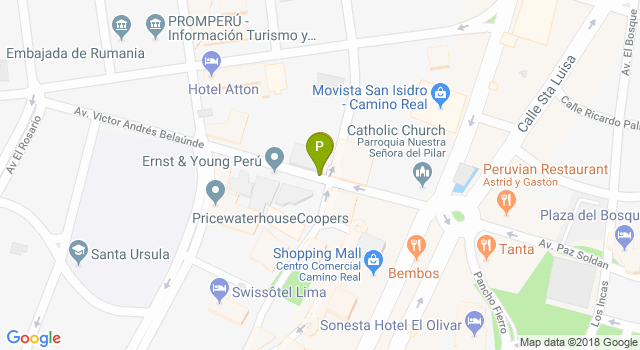 PROMPERÚ -
Información Turismo y...
Embajada de Rumania
Hotel Atton
Movista San Isidro
- Camino Real
Calle Sta Luisa
Av. El Bosque
Calle Ricardo Palma
Av El Rosario
Av. Victor Andrés Belaúnde
P
Catholic Church
Parroquia Nuestra
Señora del Pilar
Ernst & Young Perú
Peruvian Restaurant
Astrid y Gastón
PricewaterhouseCoopers
Plaza del Bosque
Santa Ursula
Shopping Mall
Centro Comercial
Camino Real
Bembos
Tanta
Av. Paz Soldan
Swissôtel Lima
Pancho Fierro
Los Incas
Sonesta Hotel El Olivar
Google
Map data ©2018 Google